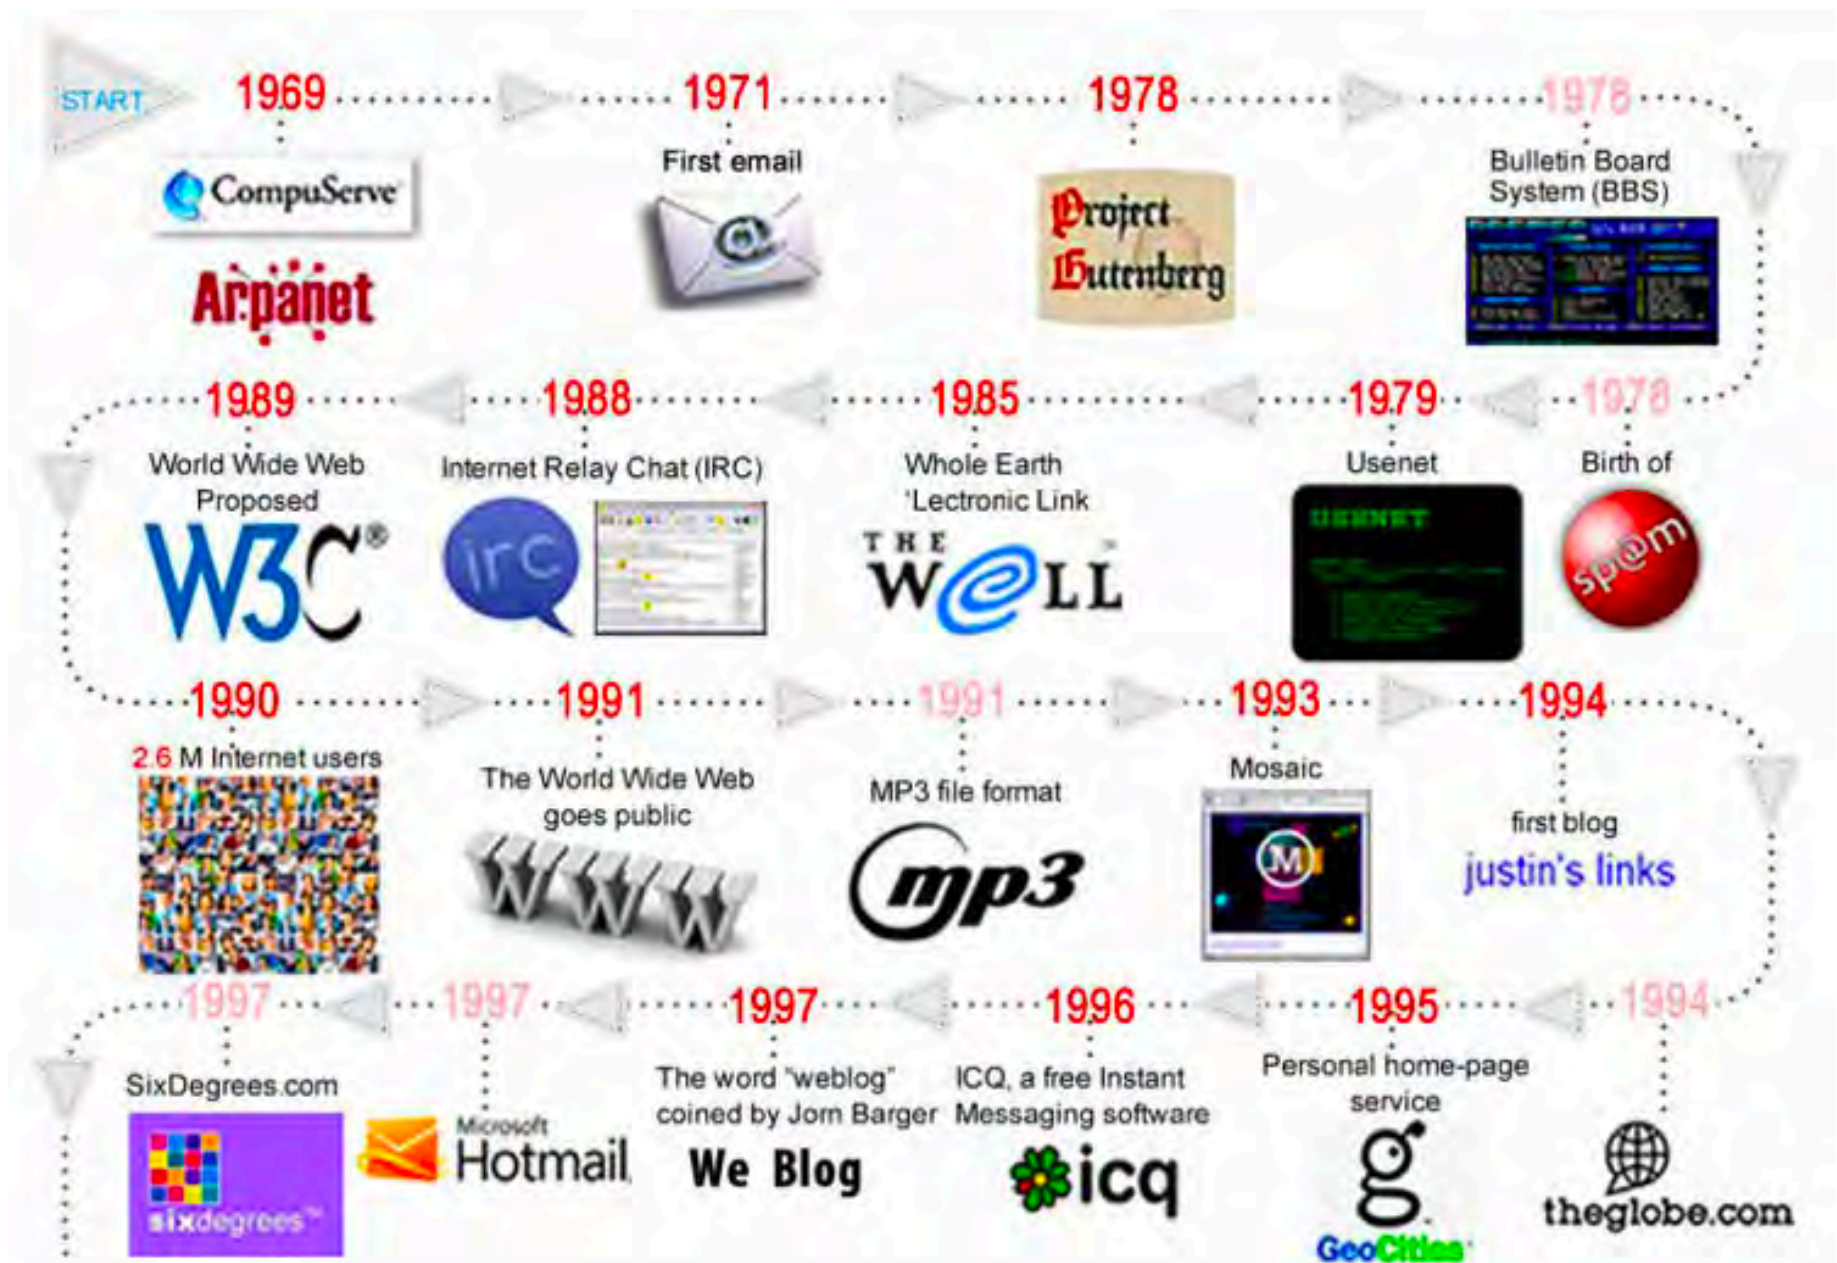 START
1969
CompuServe
Arpanet
1971
First email
@
1978
Project
Gutenberg
1978
Bulletin Board
System (BBS)
1978
Birth of
sp@m
1979
Usenet
USENET
1985
Whole Earth
'Lectronic Link
THE
WeLL
1988
Internet Relay Chat (IRC)
irc
1989
World Wide Web
Proposed
W3C®
1990
2.6 M Internet users
1991
The World Wide Web
goes public
WWW
1991
MP3 file format
mp3
1993
Mosaic
M
1994
first blog
justin's links
1994
theglobe.com
1995
Personal home-page
service
g
GeoCities
1996
ICQ, a free Instant
Messaging software
icq
1997
The word "weblog"
coined by Jorn Barger
We Blog
1997
Microsoft
Hotmail
1997
SixDegrees.com
sixdegrees™